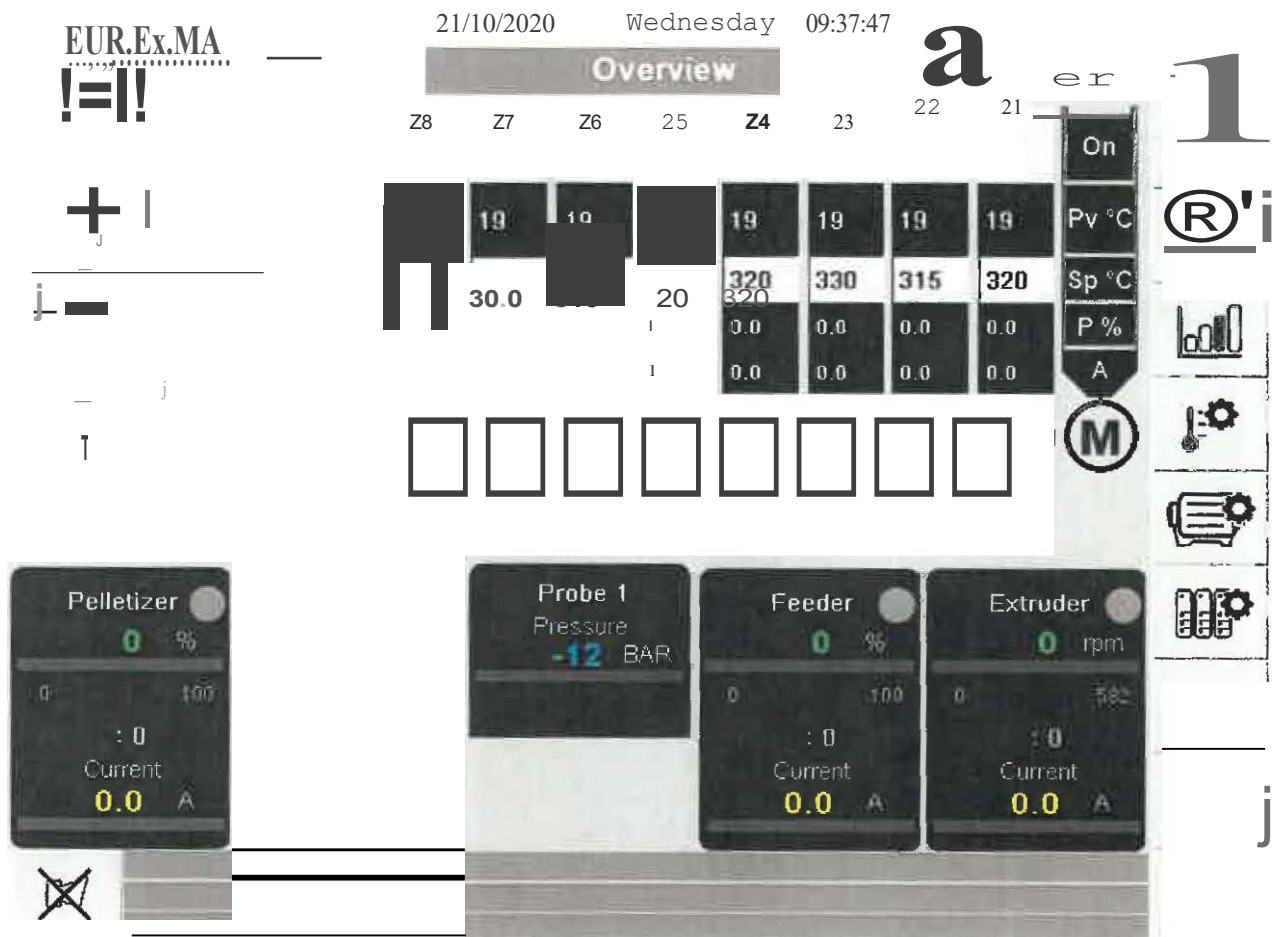 EUR.Ex.MA
21/10/2020 Wednesday 09:37:47
a er 1
Overview
!=|!
Z8 Z7 Z6 25 Z4 23 22 21
On
19 19 19 19 19 19 Pv °C
®'i
320 330 315 320 Sp °C
30.0 20 320
0.0 0.0 0.0 0.0 P %
0.0 0.0 0.0 0.0 A
M
Pelletizer
0 %
0 100
: 0
Current
0.0 A
Probe 1
Pressure
-12 BAR
Feeder
0 %
0 100
: 0
Current
0.0 A
Extruder
0 rpm
0 582
: 0
Current
0.0 A
j